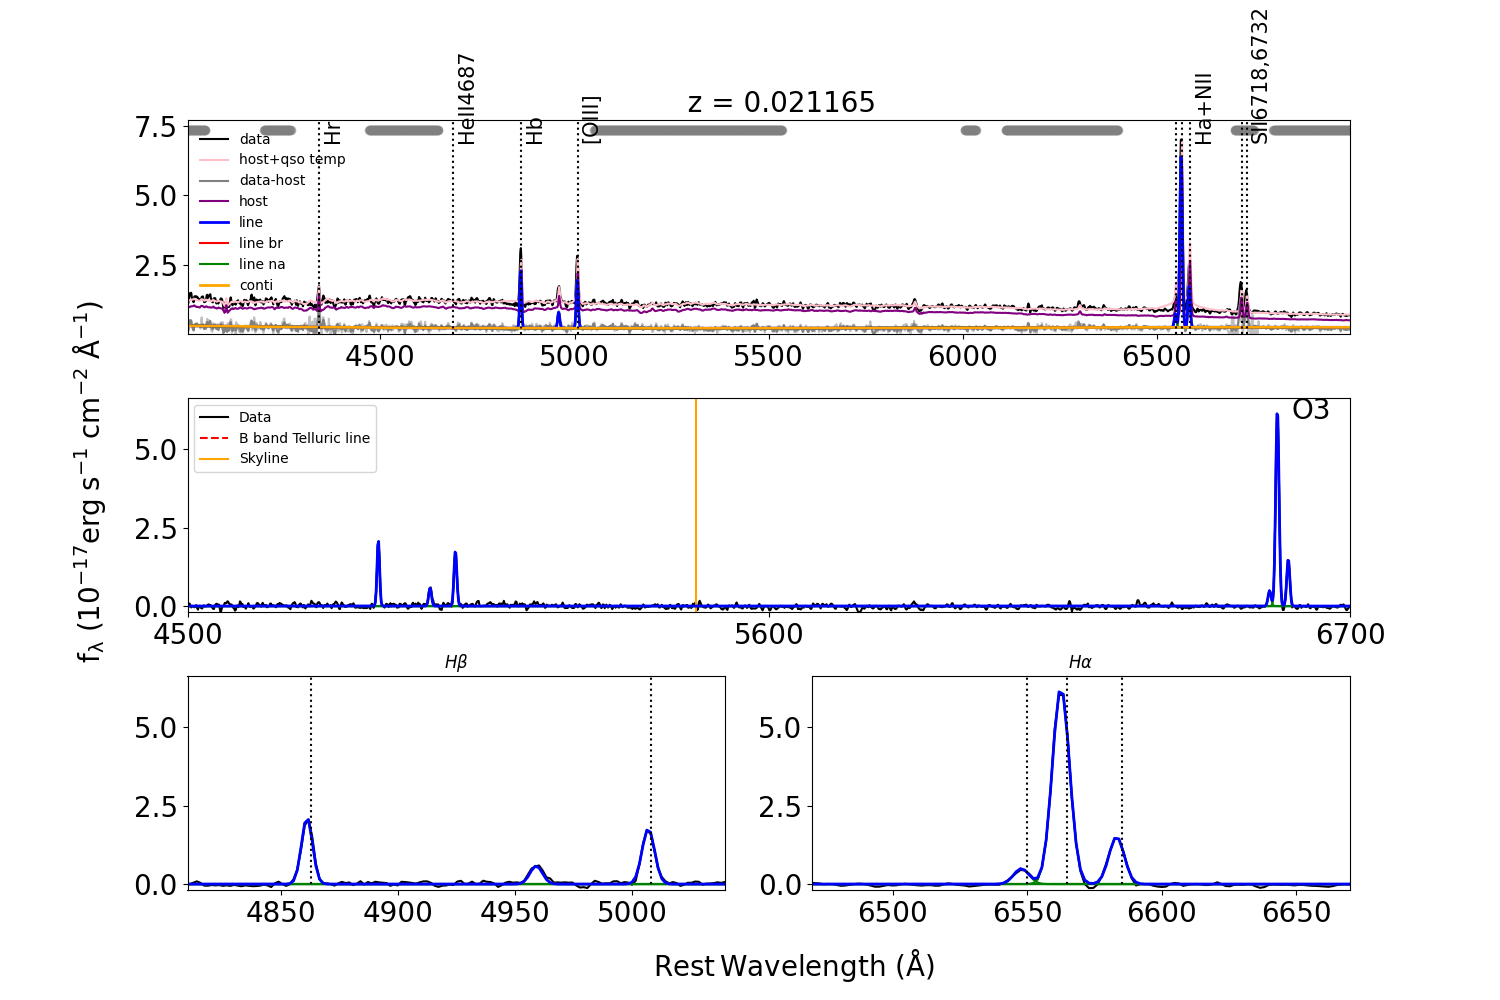 z = 0.021165
Hr
HeII4687
Hb
[OIII]
Ha+NII
SII6718,6732
7.5
5.0
2.5
data
host+qso temp
data-host
host
line
line br
line na
conti
4500 5000 5500 6000 6500
fλ (10⁻¹⁷erg s⁻¹ cm⁻² Å⁻¹)
5.0
2.5
0.0
Data
B band Telluric line
Skyline
O3
4500 5600 6700
Hβ
5.0
2.5
0.0
4850 4900 4950 5000
Hα
5.0
2.5
0.0
6500 6550 6600 6650
Rest Wavelength (Å)